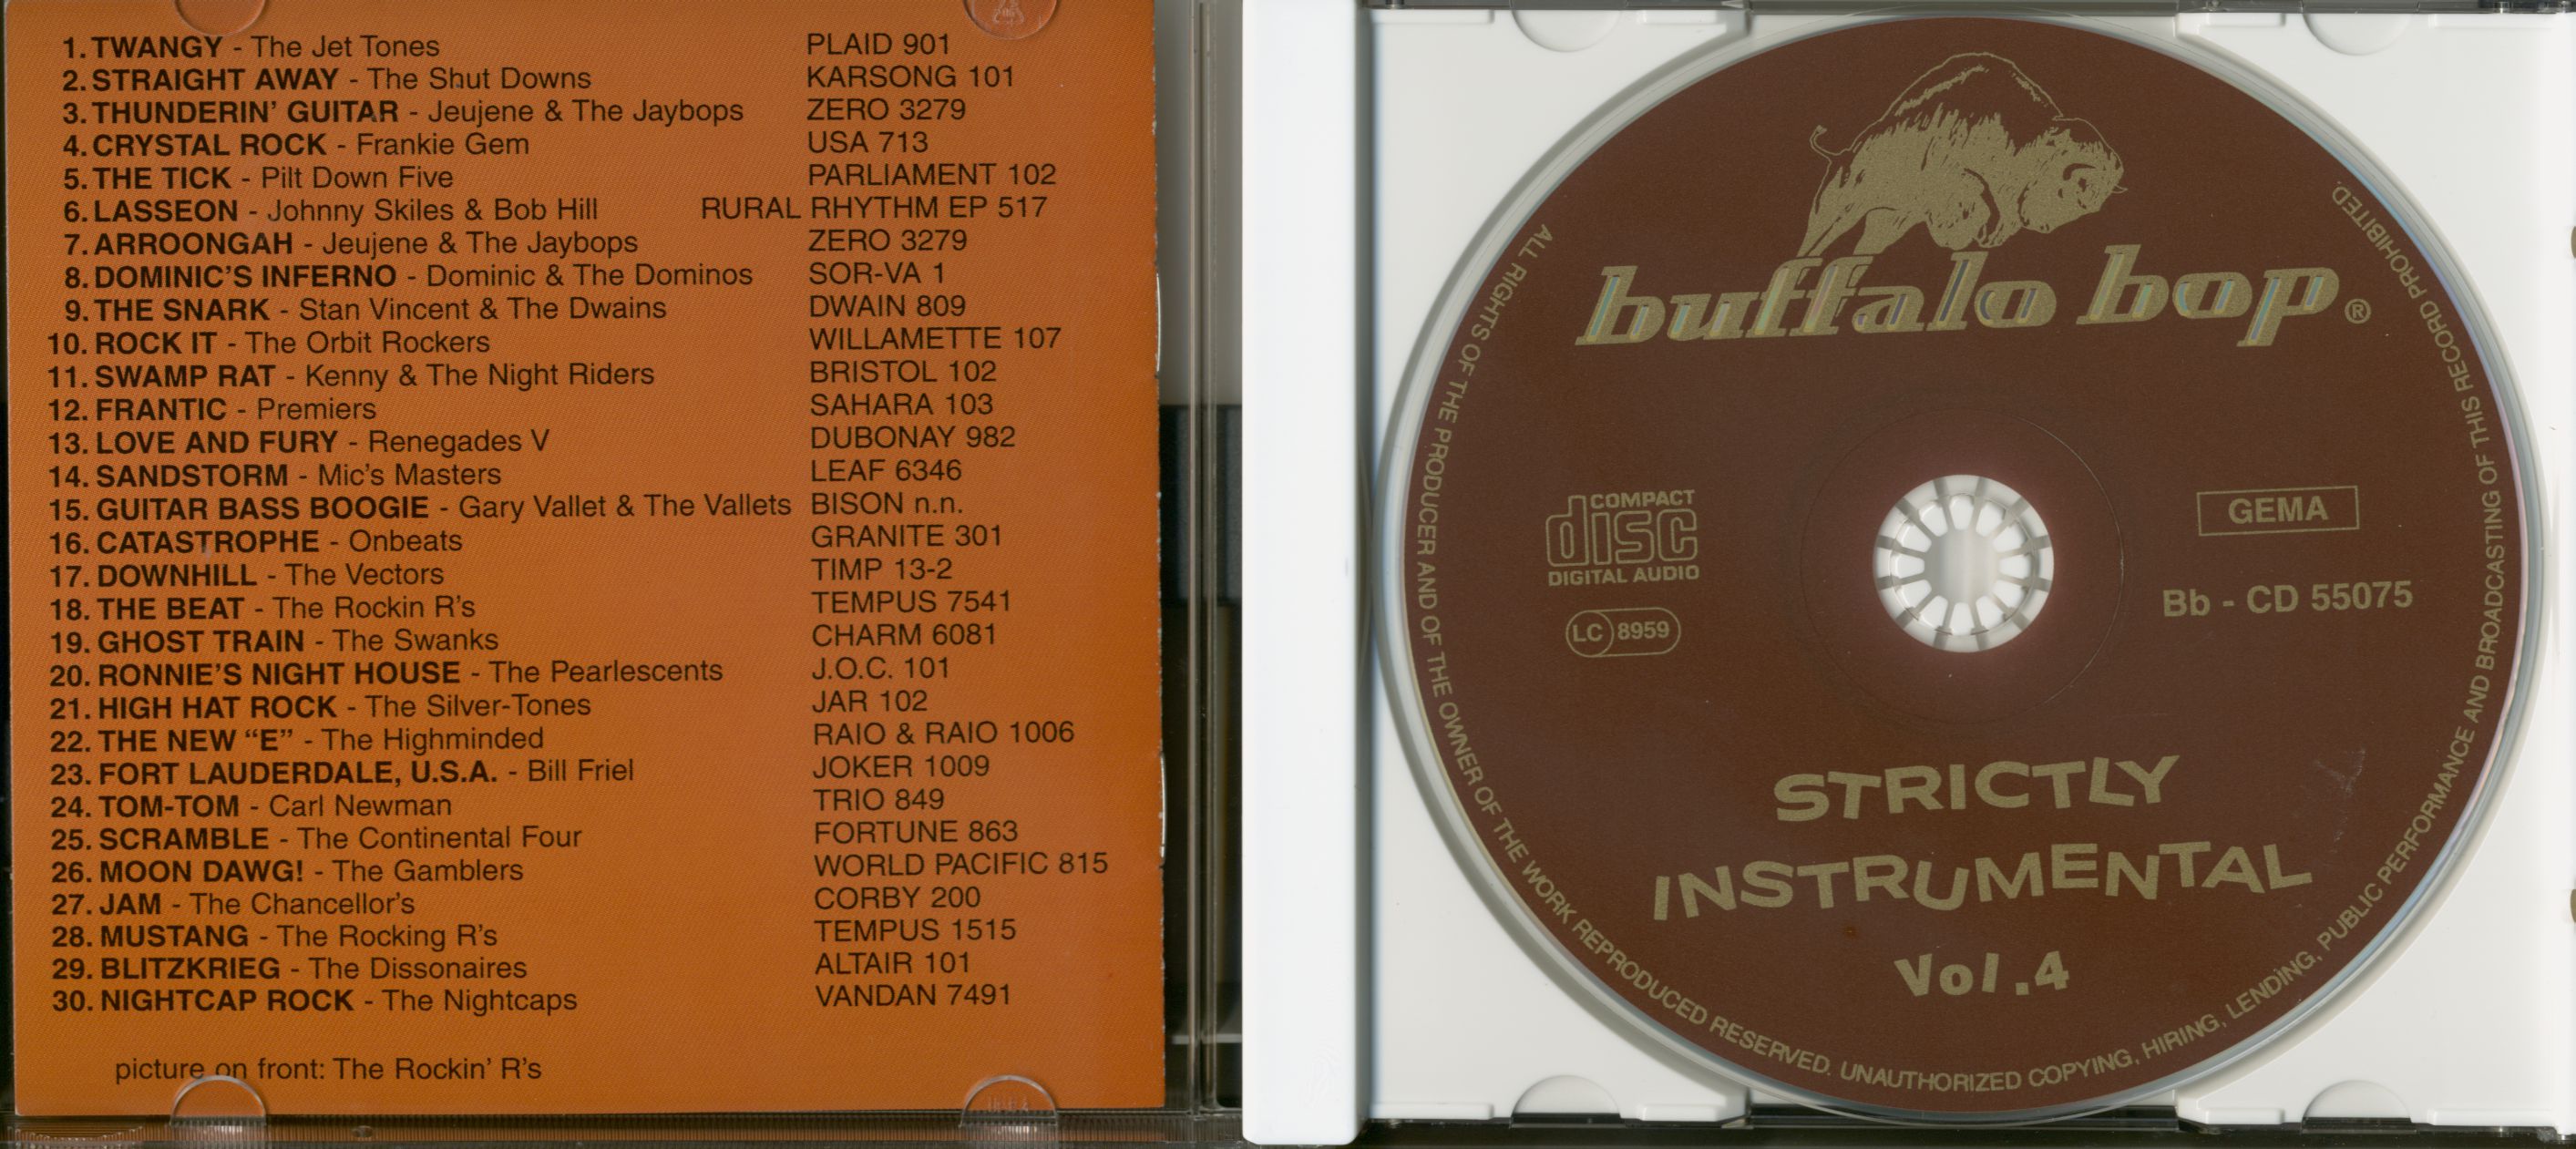 1. TWANGY - The Jet Tones PLAID 901
2. STRAIGHT AWAY - The Shut Downs KARSONG 101
3. THUNDERIN' GUITAR - Jeujene & The Jaybops ZERO 3279
4. CRYSTAL ROCK - Frankie Gem USA 713
5. THE TICK - Pilt Down Five PARLIAMENT 102
6. LASSEON - Johnny Skiles & Bob Hill RURAL RHYTHM EP 517
7. ARROONGAH - Jeujene & The Jaybops ZERO 3279
8. DOMINIC'S INFERNO - Dominic & The Dominos SOR-VA 1
9. THE SNARK - Stan Vincent & The Dwains DWAIN 809
10. ROCK IT - The Orbit Rockers WILLAMETTE 107
11. SWAMP RAT - Kenny & The Night Riders BRISTOL 102
12. FRANTIC - Premiers SAHARA 103
13. LOVE AND FURY - Renegades V DUBONAY 982
14. SANDSTORM - Mic's Masters LEAF 6346
15. GUITAR BASS BOOGIE - Gary Vallet & The Vallets BISON n.n.
16. CATASTROPHE - Onbeats GRANITE 301
17. DOWNHILL - The Vectors TIMP 13-2
18. THE BEAT - The Rockin R's TEMPUS 7541
19. GHOST TRAIN - The Swanks CHARM 6081
20. RONNIE'S NIGHT HOUSE - The Pearlescents J.O.C. 101
21. HIGH HAT ROCK - The Silver-Tones JAR 102
22. THE NEW "E" - The Highminded RAIO & RAIO 1006
23. FORT LAUDERDALE, U.S.A. - Bill Friel JOKER 1009
24. TOM-TOM - Carl Newman TRIO 849
25. SCRAMBLE - The Continental Four FORTUNE 863
26. MOON DAWG! - The Gamblers WORLD PACIFIC 815
27. JAM - The Chancellor's CORBY 200
28. MUSTANG - The Rocking R's TEMPUS 1515
29. BLITZKRIEG - The Dissonaires ALTAIR 101
30. NIGHTCAP ROCK - The Nightcaps VANDAN 7491
picture on front: The Rockin' R's
buffalo bop ®
COMPACT
disc
DIGITAL AUDIO
LC 8959
GEMA
Bb - CD 55075
STRICTLY
INSTRUMENTAL
Vol.4
ALL RIGHTS OF THE PRODUCER AND OF THE OWNER OF THE WORK REPRODUCED RESERVED. UNAUTHORIZED COPYING, HIRING, LENDING, PUBLIC PERFORMANCE AND BROADCASTING OF THIS RECORD PROHIBITED.